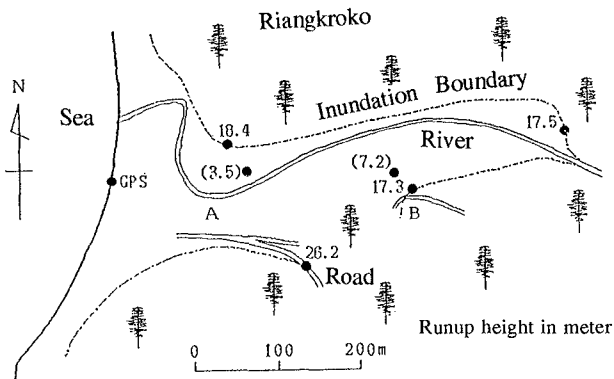 Riangkroko
N
Sea
Inundation Boundary
18.4
17.5
River
(3.5)
(7.2)
GPS
17.3
A
B
26.2
Road
Runup height in meter
0 100 200m